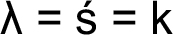 λ = ś = k